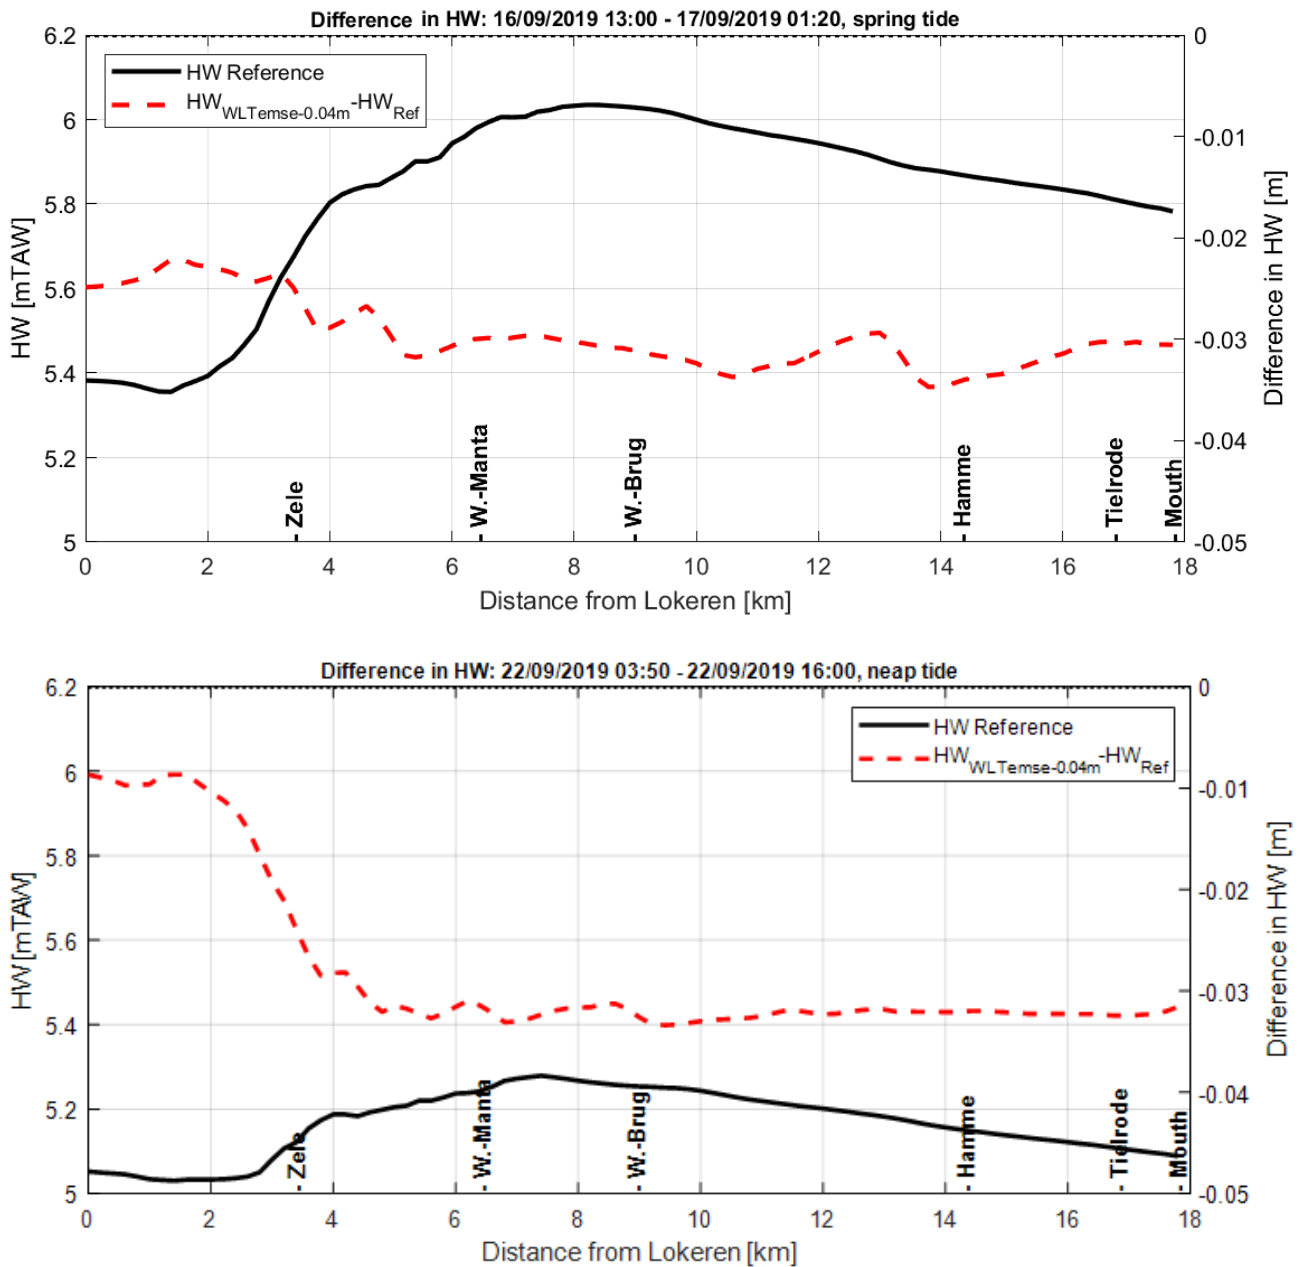 Difference in HW: 16/09/2019 13:00 - 17/09/2019 01:20, spring tide
HW Reference
HW_WLTemse-0.04m-HW_Ref
6.2
6
5.8
5.6
5.4
5.2
5
HW [mTAW]
0
-0.01
-0.02
-0.03
-0.04
-0.05
Difference in HW [m]
Zele
W.-Manta
W.-Brug
Hamme
Tielrode
Mouth
0 2 4 6 8 10 12 14 16 18
Distance from Lokeren [km]
Difference in HW: 22/09/2019 03:50 - 22/09/2019 16:00, neap tide
HW Reference
HW_WLTemse-0.04m-HW_Ref
6.2
6
5.8
5.6
5.4
5.2
5
HW [mTAW]
0
-0.01
-0.02
-0.03
-0.04
-0.05
Difference in HW [m]
Zele
W.-Manta
W.-Brug
Hamme
Tielrode
Mouth
0 2 4 6 8 10 12 14 16 18
Distance from Lokeren [km]